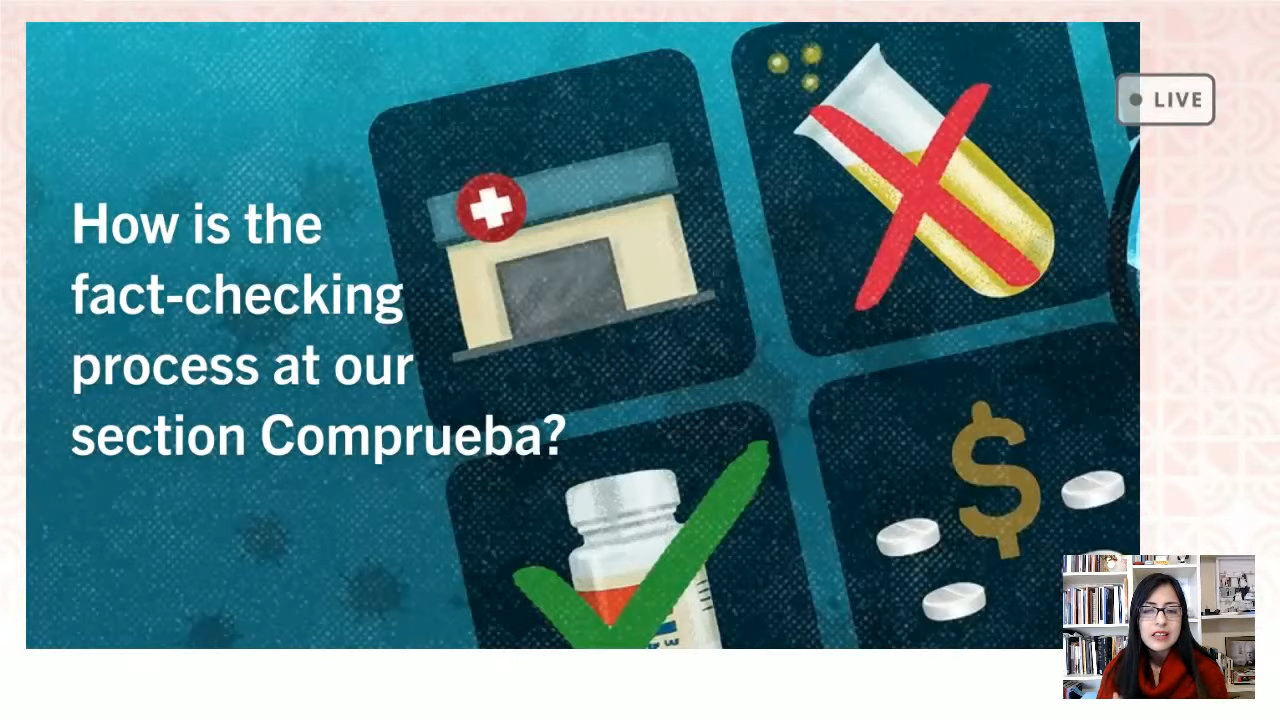 How is the
fact-checking
process at our
section Comprueba?
LIVE